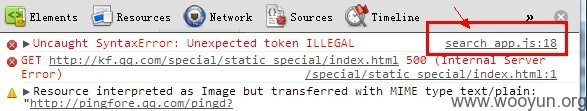 Elements Resources Network Sources Timeline »
Uncaught SyntaxError: Unexpected token ILLEGAL search_app.js:18
GET http://kf.qq.com/special/static_special/index.html 500 (Internal Server
Error) /special/static_special/index.html:1
Resource interpreted as Image but transferred with MIME type text/plain:
"http://pingfore.qq.com/pingd?
www.wooyun.org